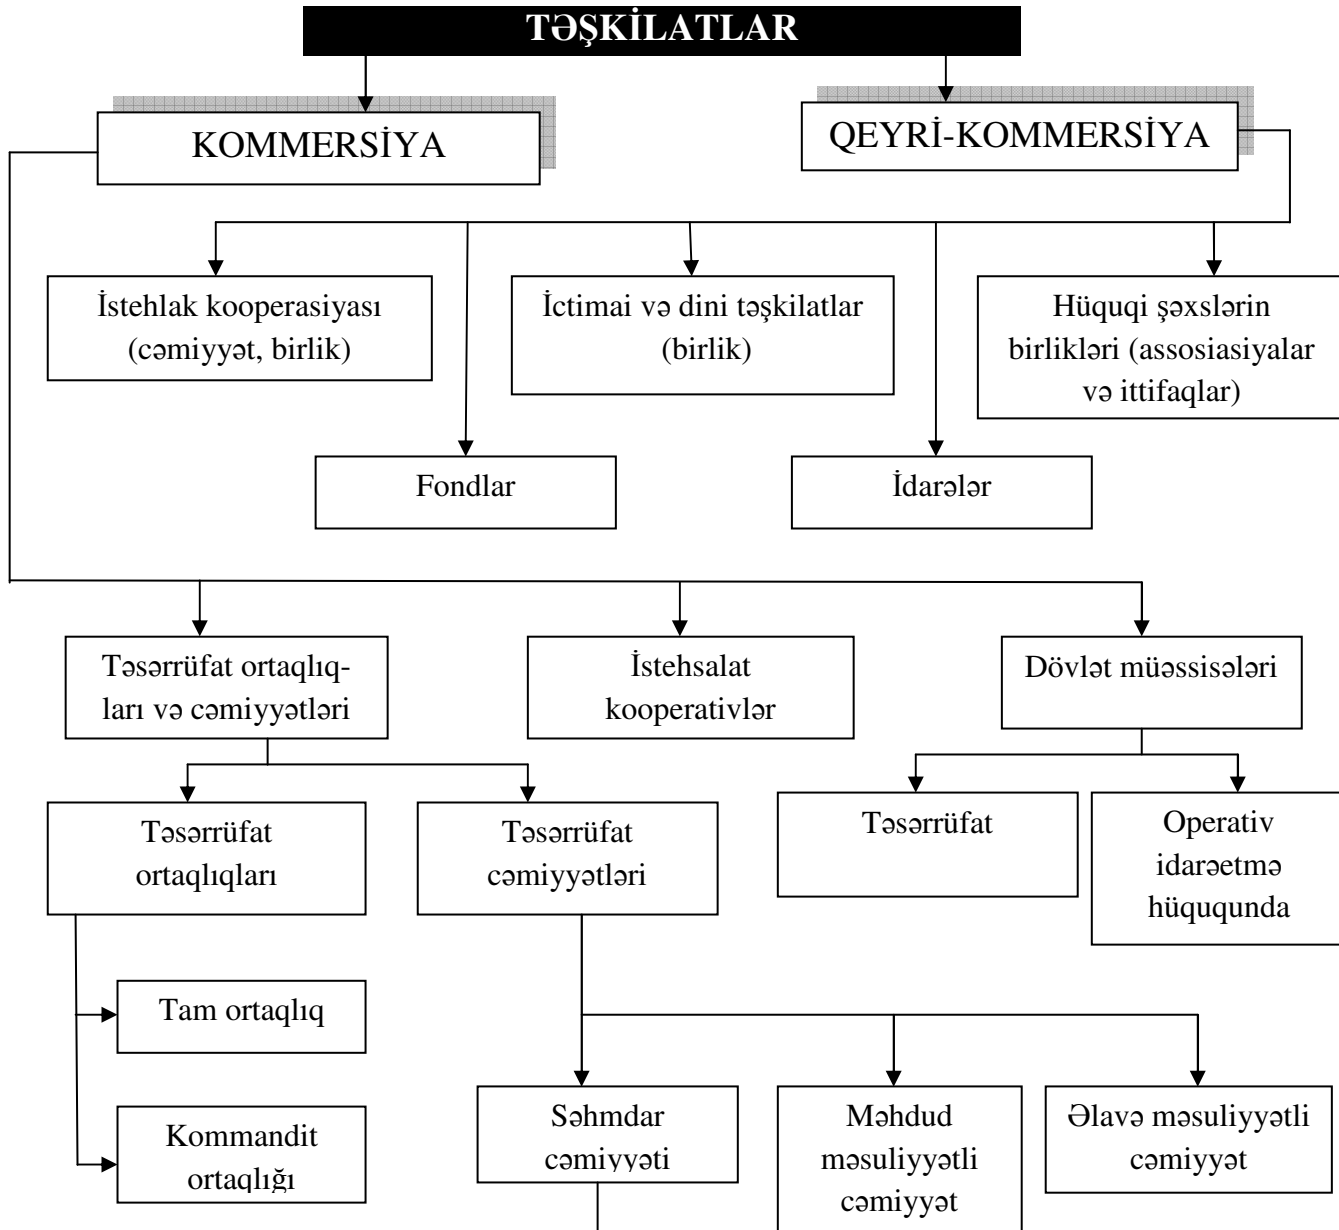 TƏŞKİLATLAR
KOMMERSİYA
QEYRİ-KOMMERSİYA
İstehlak kooperasiyası
(cəmiyyət, birlik)
İctimai və dini təşkilatlar
(birlik)
Hüquqi şəxslərin
birlikləri (assosiasiyalar
və ittifaqlar)
Fondlar
İdarələr
Təsərrüfat ortaqlıq-
ları və cəmiyyətləri
İstehsalat
kooperativlər
Dövlət müəssisələri
Təsərrüfat
ortaqlıqları
Təsərrüfat
cəmiyyətləri
Təsərrüfat
Operativ
idarəetmə
hüququnda
Tam ortaqlıq
Kommandit
ortaqlığı
Səhmdar
cəmiyyəti
Məhdud
məsuliyyətli
cəmiyyət
Əlavə məsuliyyətli
cəmiyyət